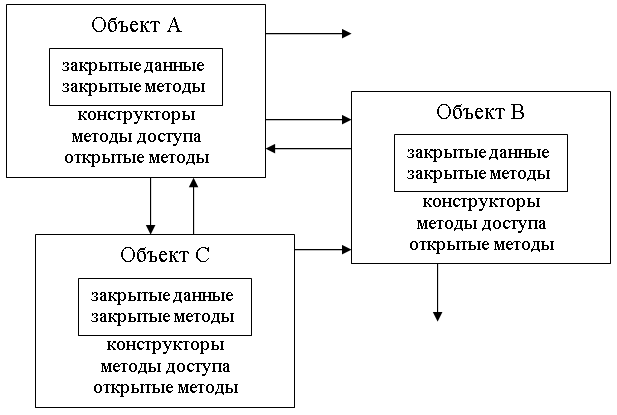 Объект A
закрытые данные
закрытые методы
конструкторы
методы доступа
открытые методы
Объект B
закрытые данные
закрытые методы
конструкторы
методы доступа
открытые методы
Объект C
закрытые данные
закрытые методы
конструкторы
методы доступа
открытые методы